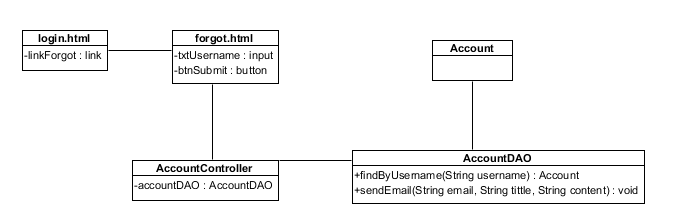 login.html
-linkForgot : link
forgot.html
-txtUsername : input
-btnSubmit : button
Account
AccountController
-accountDAO : AccountDAO
AccountDAO
+findByUsername(String username) : Account
+sendEmail(String email, String tittle, String content) : void